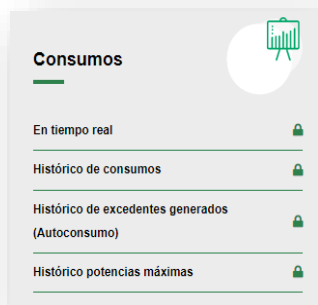 Consumos
En tiempo real
Histórico de consumos
Histórico de excedentes generados
(Autoconsumo)
Histórico potencias máximas